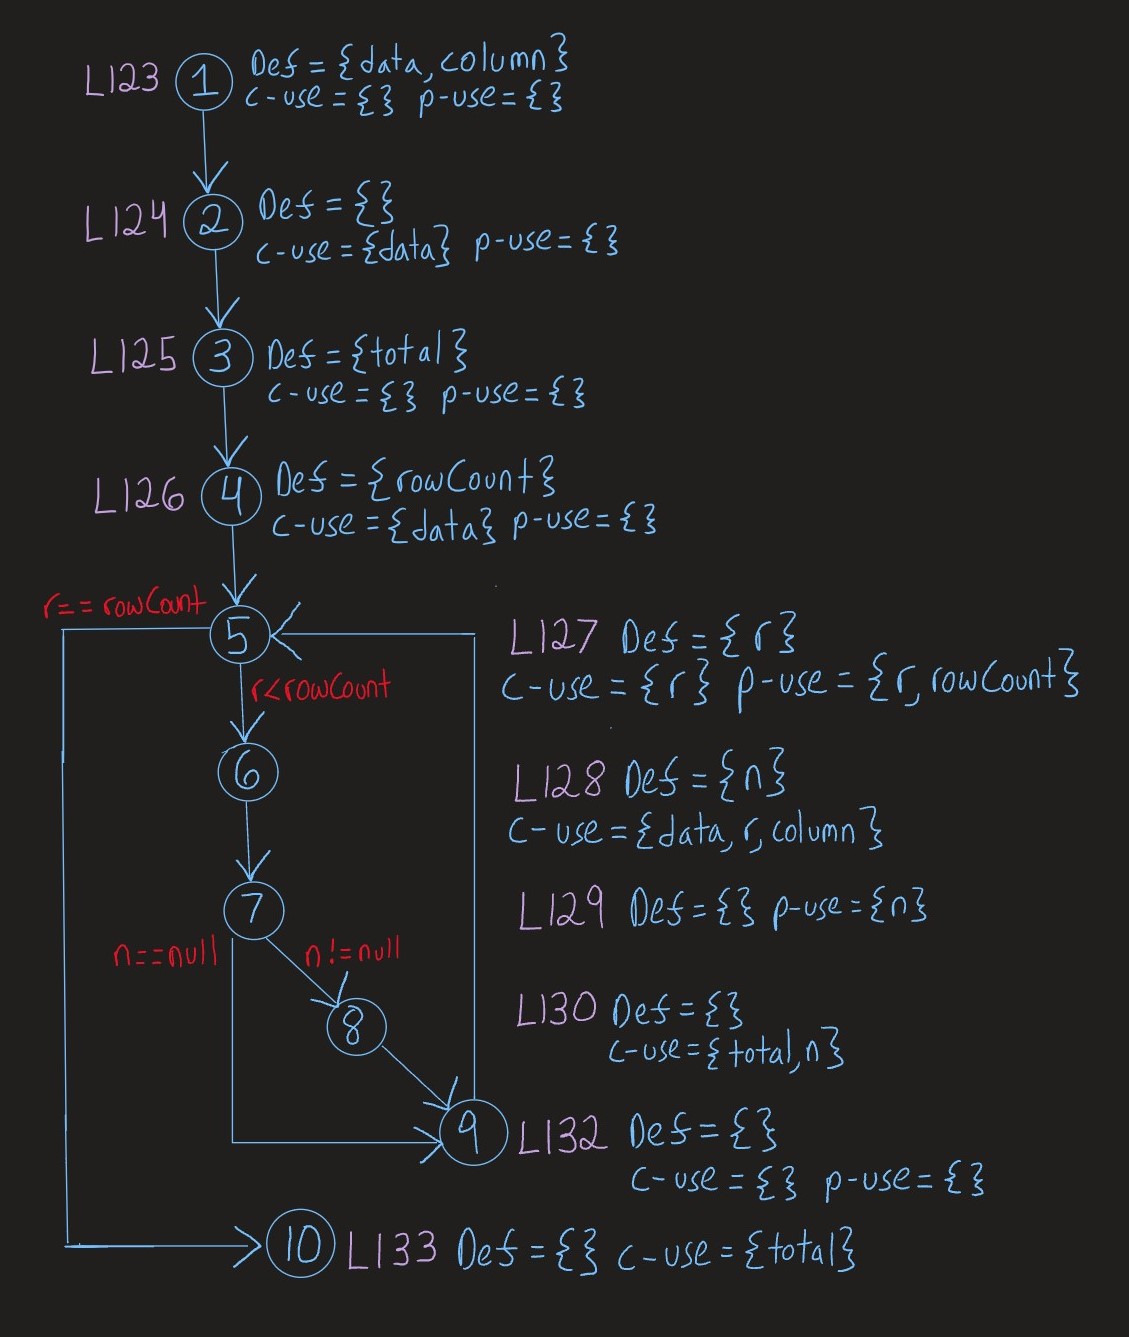 L123 1 Def = {data, column}
c-use = {} p-use = {}
L124 2 Def = {}
c-use = {data} p-use = {}
L125 3 Def = {total}
c-use = {} p-use = {}
L126 4 Def = {rowCount}
c-use = {data} p-use = {}
r== rowCount
5 L127 Def = {r}
c-use = {r} p-use = {r, rowCount}
r<rowCount
6 L128 Def = {n}
c-use = {data, r, column}
7 L129 Def = {} p-use = {n}
n==null n!=null
8 L130 Def = {}
c-use = {total, n}
9 L132 Def = {}
c-use = {} p-use = {}
10 L133 Def = {} c-use = {total}